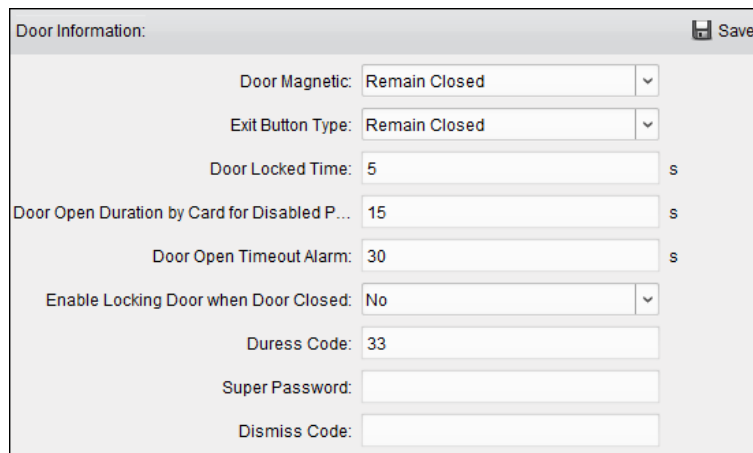 Door Information: Save
Door Magnetic: Remain Closed
Exit Button Type: Remain Closed
Door Locked Time: 5 s
Door Open Duration by Card for Disabled P... 15 s
Door Open Timeout Alarm: 30 s
Enable Locking Door when Door Closed: No
Duress Code: 33
Super Password:
Dismiss Code: